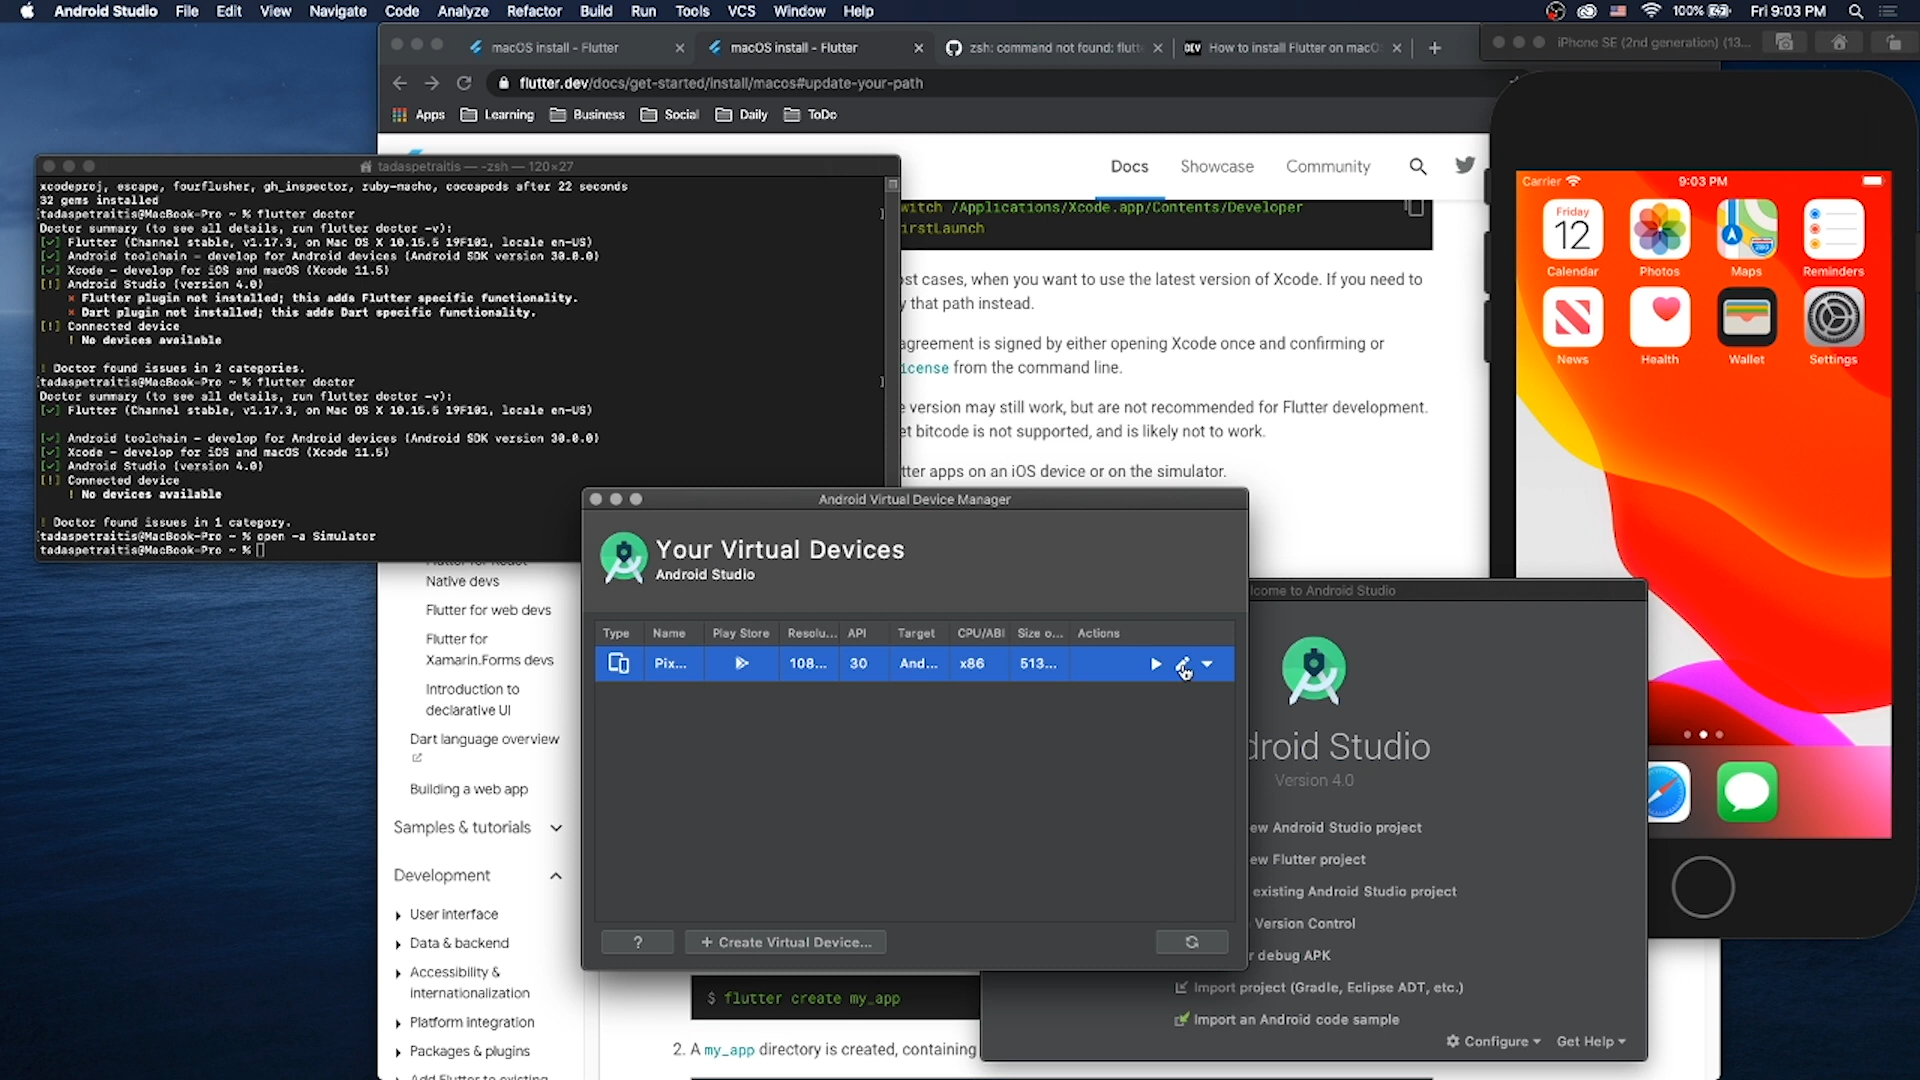 Android Studio File Edit View Navigate Code Analyze Refactor Build Run Tools VCS Window Help
100% Fri 9:03 PM
macOS install - Flutter
macOS install - Flutter
zsh: command not found: flutte
DEV How to install Flutter on macO
iPhone SE (2nd generation) (13...
flutter.dev/docs/get-started/install/macos#update-your-path
Apps Learning Business Social Daily ToDo
Docs Showcase Community
tadaspetraitis — -zsh — 120×27
xcodeproj, escape, fourflusher, gh_inspector, ruby-macho, cocoapods after 22 seconds
32 gems installed
[tadaspetraitis@MacBook-Pro ~ % flutter doctor ]
Doctor summary (to see all details, run flutter doctor -v):
[✓] Flutter (Channel stable, v1.17.3, on Mac OS X 10.15.5 19F101, locale en-US)
[✓] Android toolchain - develop for Android devices (Android SDK version 30.0.0)
[✓] Xcode - develop for iOS and macOS (Xcode 11.5)
[!] Android Studio (version 4.0)
✗ Flutter plugin not installed; this adds Flutter specific functionality.
✗ Dart plugin not installed; this adds Dart specific functionality.
[!] Connected device
! No devices available
! Doctor found issues in 2 categories.
[tadaspetraitis@MacBook-Pro ~ % flutter doctor ]
Doctor summary (to see all details, run flutter doctor -v):
[✓] Flutter (Channel stable, v1.17.3, on Mac OS X 10.15.5 19F101, locale en-US)
[✓] Android toolchain - develop for Android devices (Android SDK version 30.0.0)
[✓] Xcode - develop for iOS and macOS (Xcode 11.5)
[✓] Android Studio (version 4.0)
[!] Connected device
! No devices available
! Doctor found issues in 1 category.
[tadaspetraitis@MacBook-Pro ~ % open -a Simulator
tadaspetraitis@MacBook-Pro ~ %
witch /Applications/Xcode.app/Contents/Developer
irstLaunch
ost cases, when you want to use the latest version of Xcode. If you need to
y that path instead.
agreement is signed by either opening Xcode once and confirming or
icense from the command line.
e version may still work, but are not recommended for Flutter development.
et bitcode is not supported, and is likely not to work.
tter apps on an iOS device or on the simulator.
Carrier 9:03 PM
Friday
12
Calendar Photos Maps Reminders
280
News Health Wallet Settings
Flutter for React
Native devs
Flutter for web devs
Flutter for
Xamarin.Forms devs
Introduction to
declarative UI
Dart language overview
Building a web app
Samples & tutorials
Development
User interface
Data & backend
Accessibility &
internationalization
Platform integration
Packages & plugins
Add Flutter to existing
Android Virtual Device Manager
Your Virtual Devices
Android Studio
Type Name Play Store Resolu... API Target CPU/ABI Size o... Actions
Pix... 108... 30 And... x86 513...
? + Create Virtual Device...
lcome to Android Studio
droid Studio
Version 4.0
ew Android Studio project
ew Flutter project
existing Android Studio project
Version Control
r debug APK
Import project (Gradle, Eclipse ADT, etc.)
Import an Android code sample
Configure Get Help
$ flutter create my_app
2. A my_app directory is created, containing